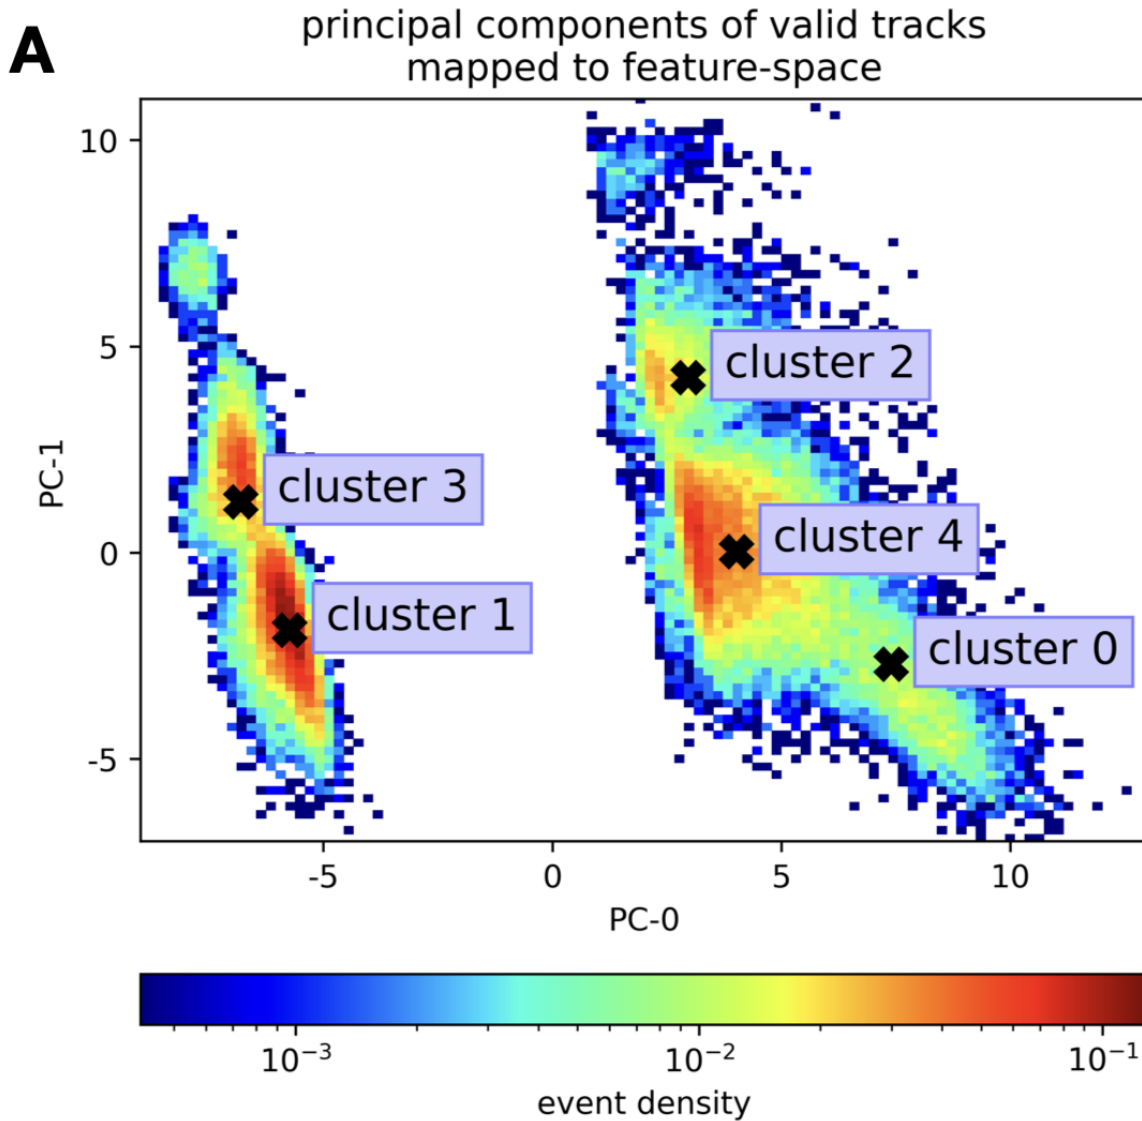 A
principal components of valid tracks
mapped to feature-space
10
5
0
-5
PC-1
cluster 2
cluster 3
cluster 4
cluster 1
cluster 0
-5
0
5
10
PC-0
10⁻³
10⁻²
10⁻¹
event density